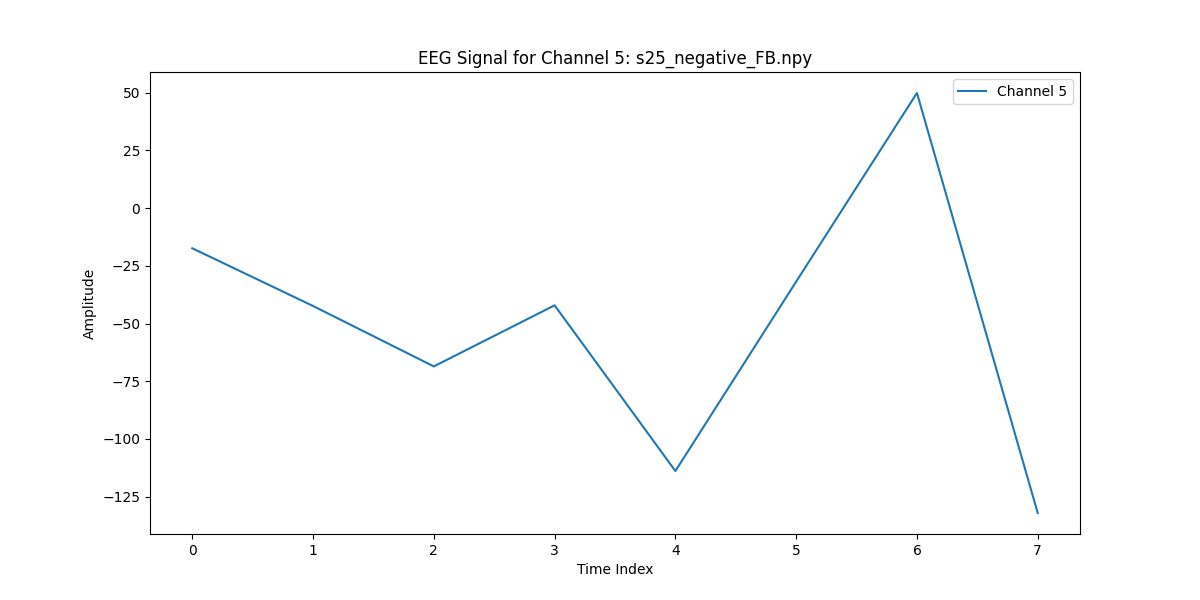 EEG Signal for Channel 5: s25_negative_FB.npy
Channel 5
50
25
0
−25
−50
−75
−100
−125
Amplitude
0 1 2 3 4 5 6 7
Time Index